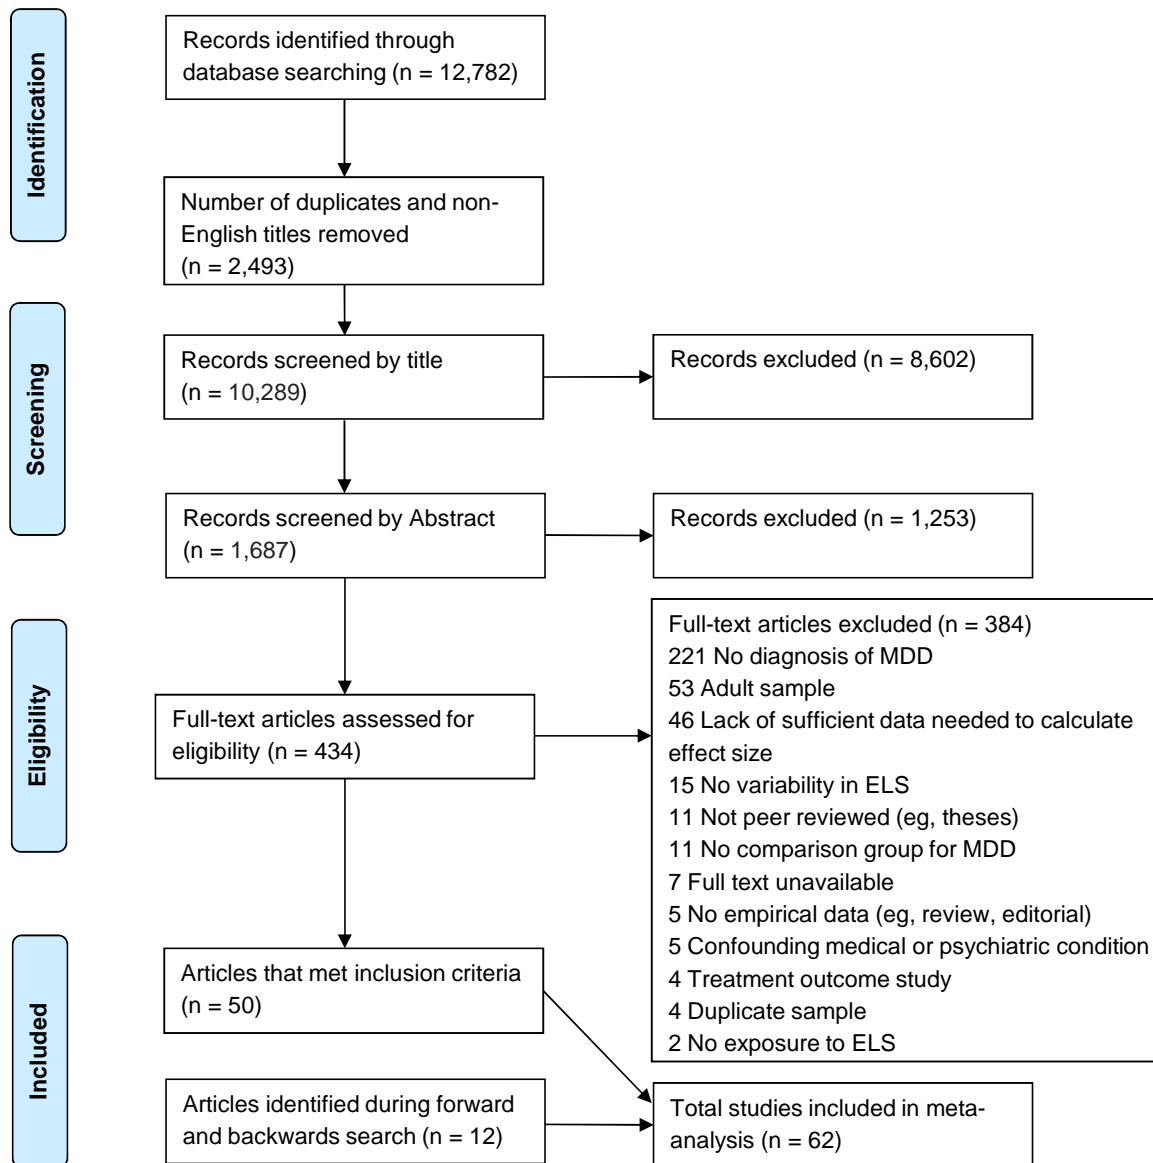 Identification
Records identified through
database searching (n = 12,782)
Number of duplicates and non-
English titles removed
(n = 2,493)
Screening
Records screened by title
(n = 10,289)
Records excluded (n = 8,602)
Records screened by Abstract
(n = 1,687)
Records excluded (n = 1,253)
Eligibility
Full-text articles assessed for
eligibility (n = 434)
Full-text articles excluded (n = 384)
221 No diagnosis of MDD
53 Adult sample
46 Lack of sufficient data needed to calculate
effect size
15 No variability in ELS
11 Not peer reviewed (eg, theses)
11 No comparison group for MDD
7 Full text unavailable
5 No empirical data (eg, review, editorial)
5 Confounding medical or psychiatric condition
4 Treatment outcome study
4 Duplicate sample
2 No exposure to ELS
Included
Articles that met inclusion criteria
(n = 50)
Articles identified during forward
and backwards search (n = 12)
Total studies included in meta-
analysis (n = 62)